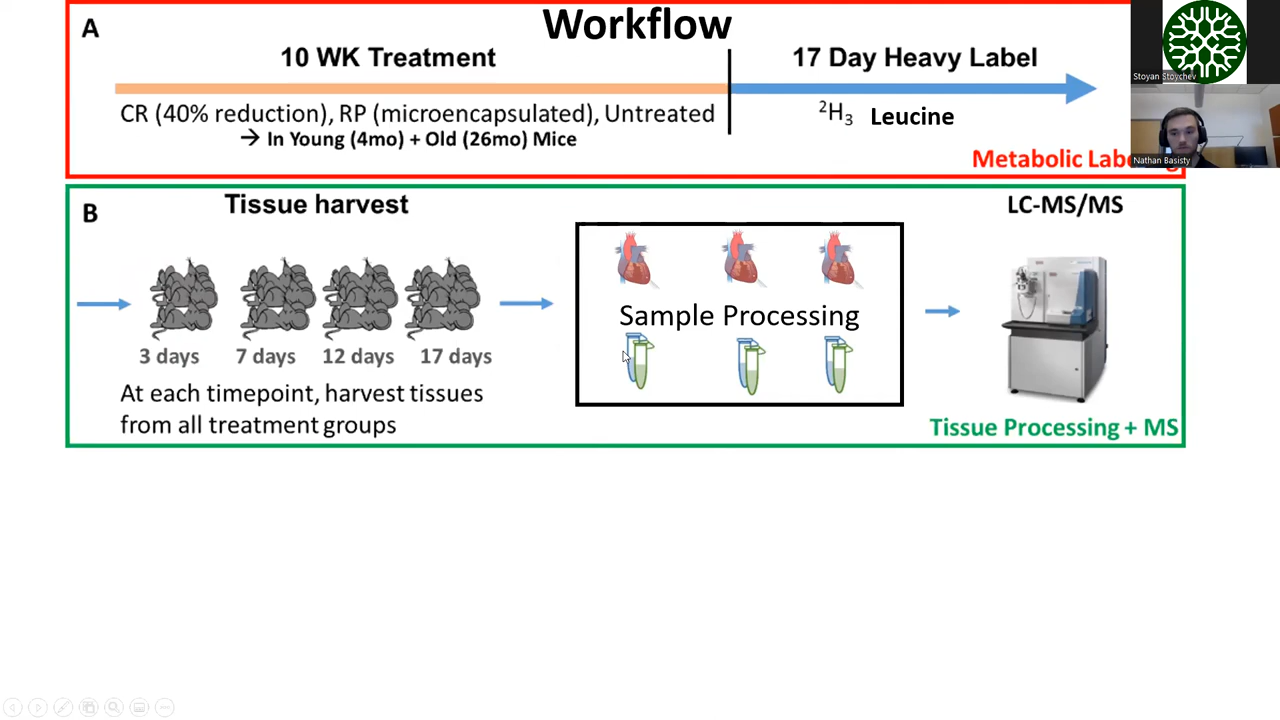 Workflow
A
10 WK Treatment
17 Day Heavy Label
CR (40% reduction), RP (microencapsulated), Untreated
→ In Young (4mo) + Old (26mo) Mice
²H₃ Leucine
Metabolic Lab
Stoyan Stoychev
Nathan Basisty
B
Tissue harvest
LC-MS/MS
Sample Processing
3 days 7 days 12 days 17 days
At each timepoint, harvest tissues
from all treatment groups
Tissue Processing + MS